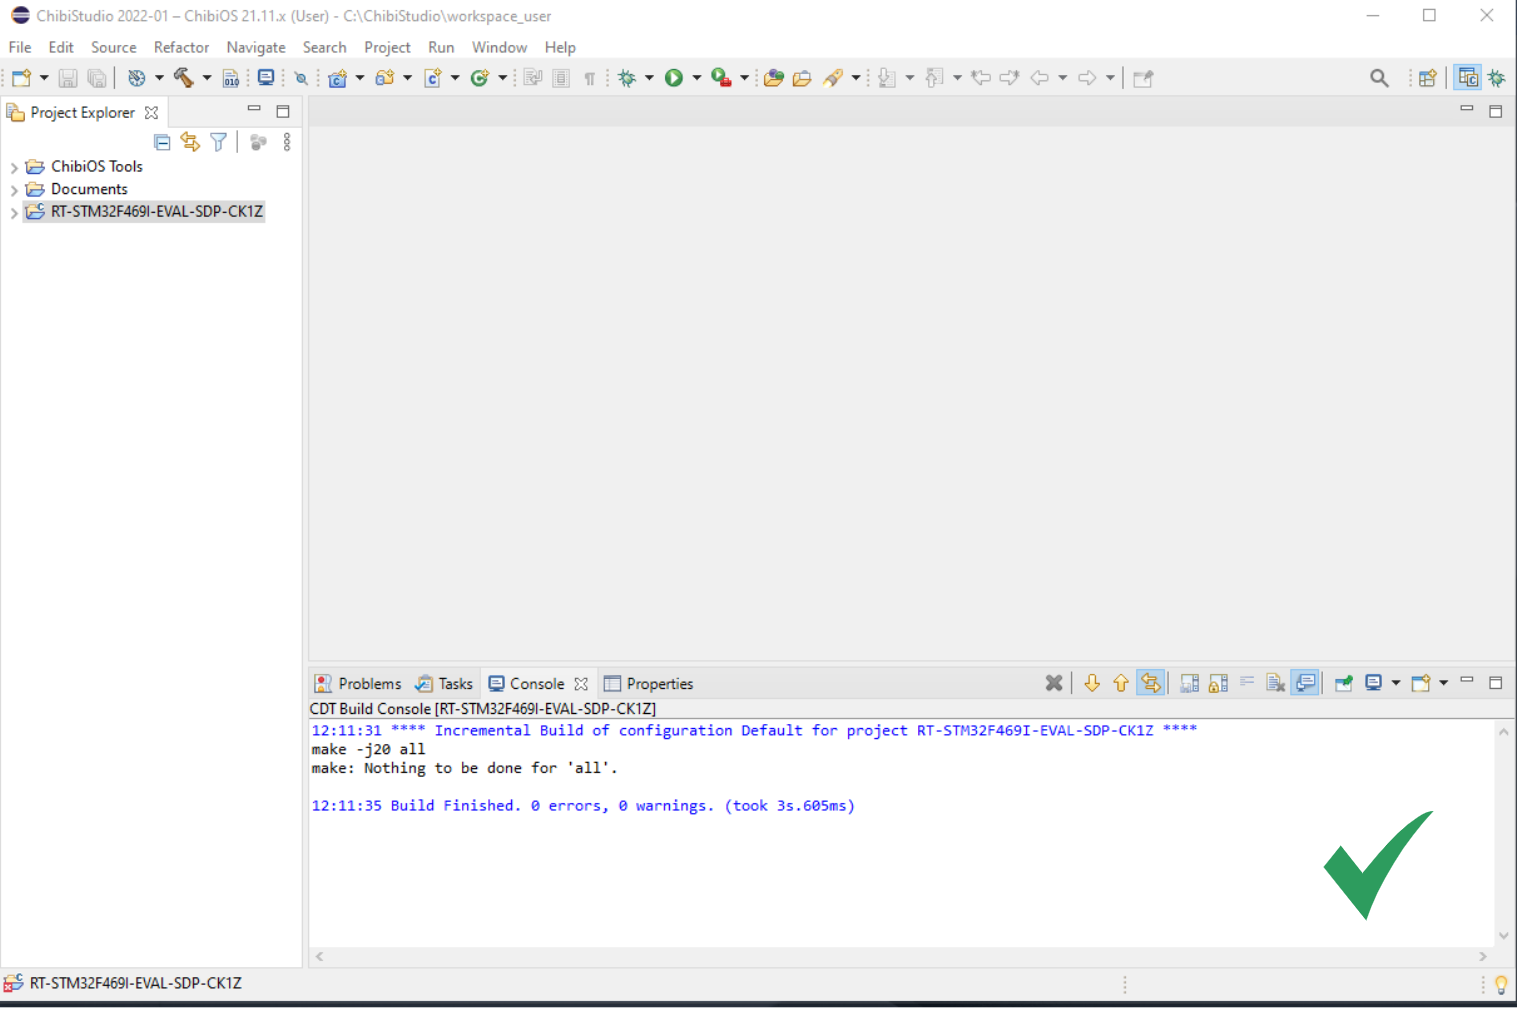 ChibiStudio 2022-01 – ChibiOS 21.11.x (User) - C:\ChibiStudio\workspace_user
File Edit Source Refactor Navigate Search Project Run Window Help
Project Explorer
ChibiOS Tools
Documents
RT-STM32F469I-EVAL-SDP-CK1Z
Problems Tasks Console Properties
CDT Build Console [RT-STM32F469I-EVAL-SDP-CK1Z]
12:11:31 **** Incremental Build of configuration Default for project RT-STM32F469I-EVAL-SDP-CK1Z ****
make -j20 all
make: Nothing to be done for 'all'.
12:11:35 Build Finished. 0 errors, 0 warnings. (took 3s.605ms)
RT-STM32F469I-EVAL-SDP-CK1Z